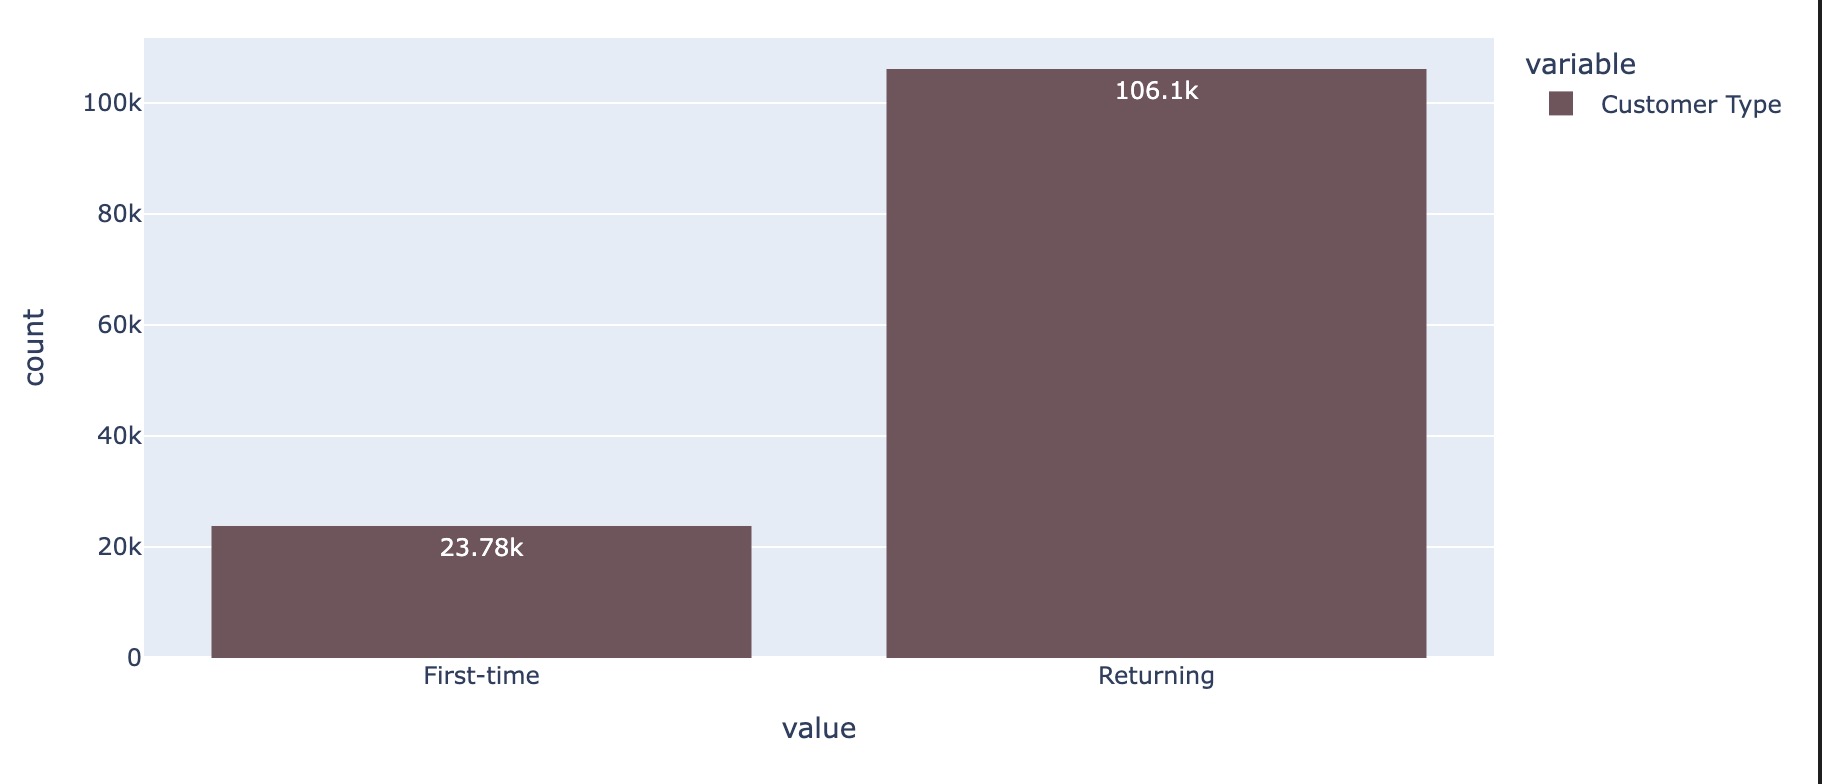 variable
Customer Type
100k
80k
60k
40k
20k
0
count
106.1k
23.78k
First-time
Returning
value